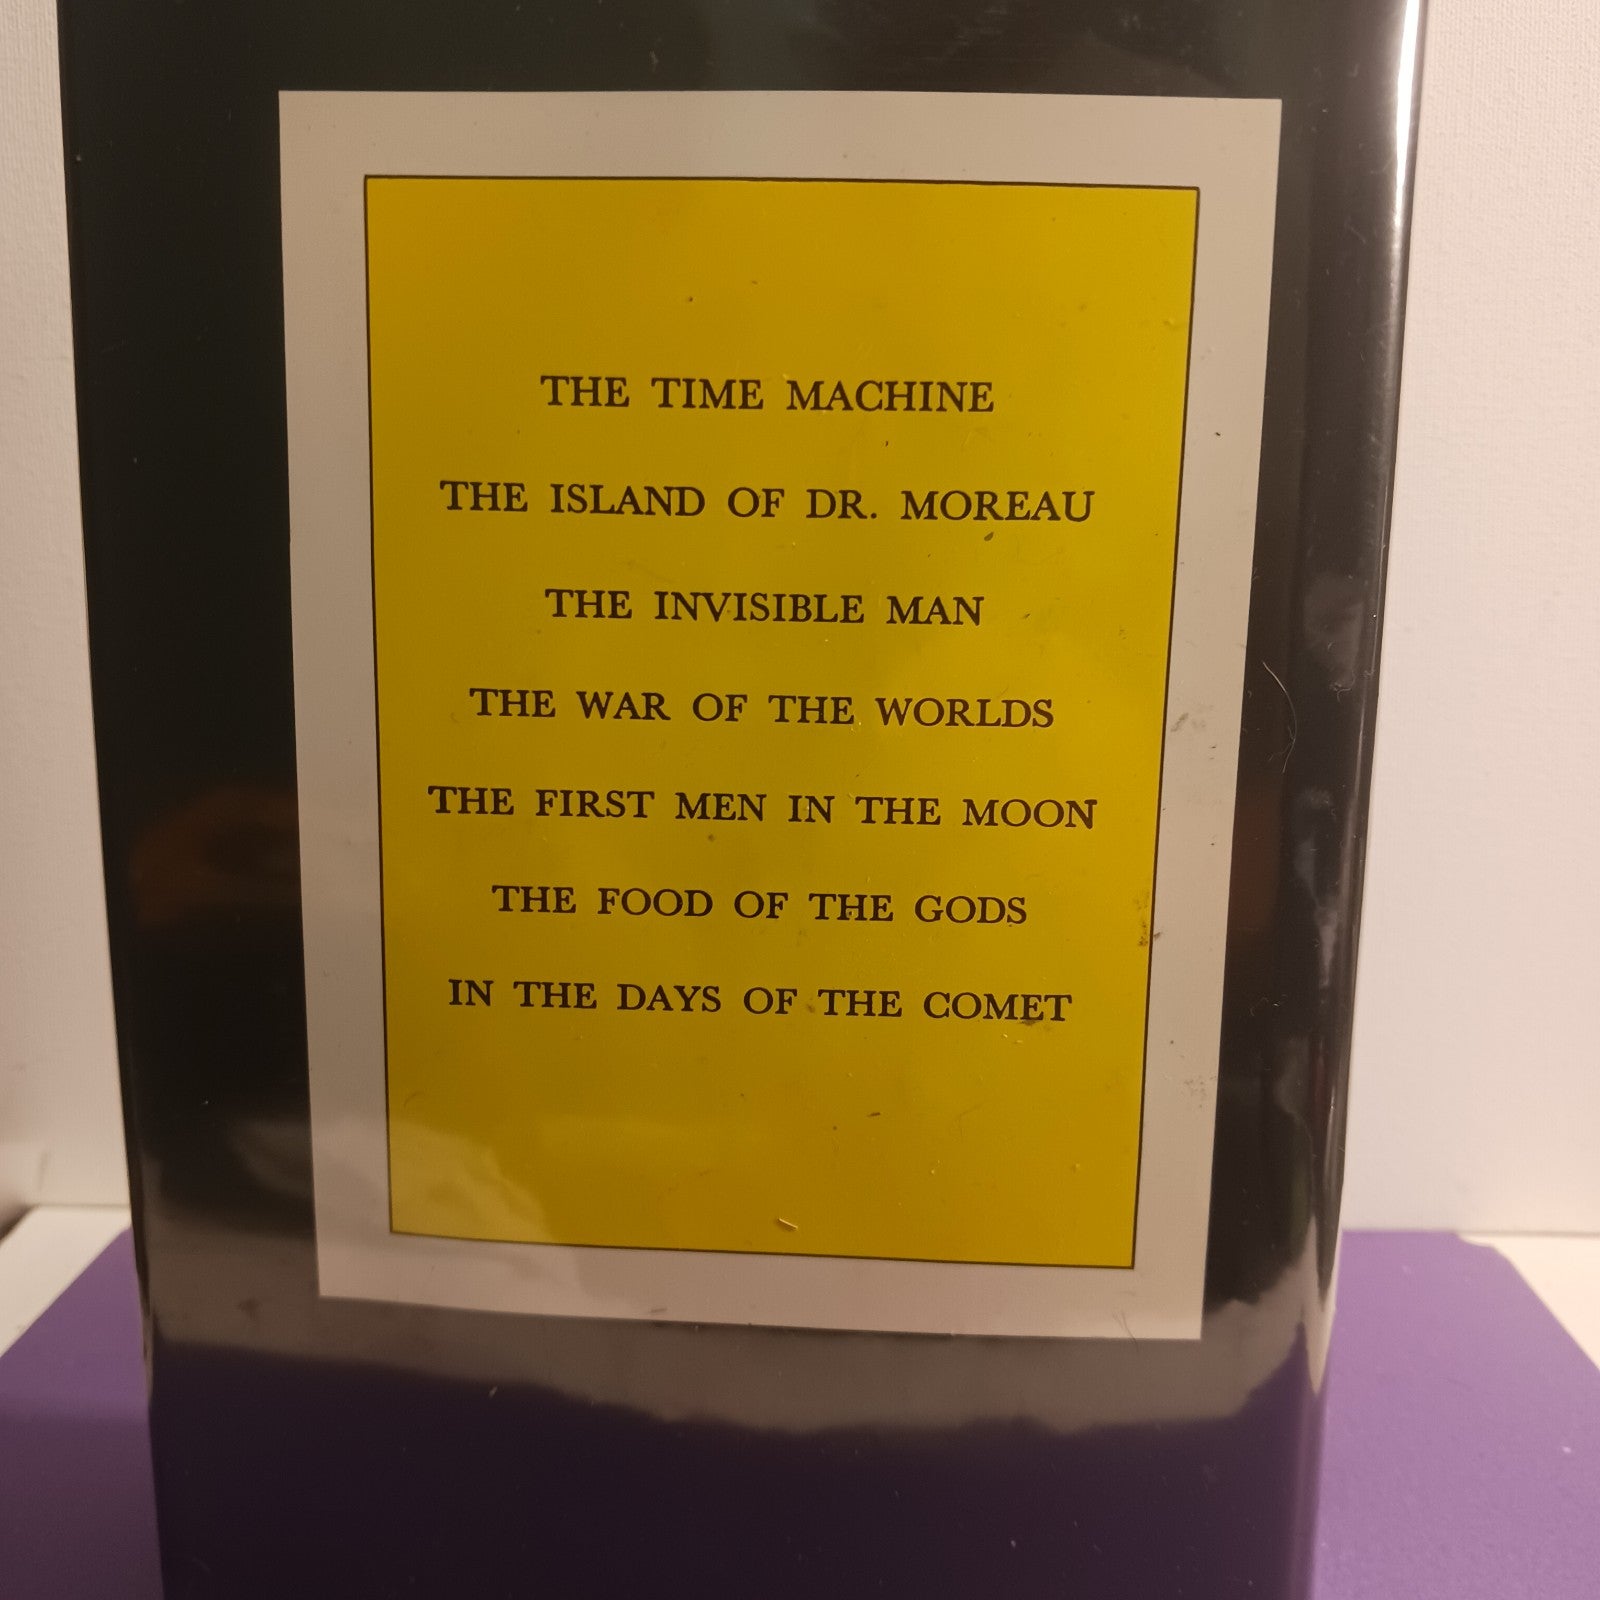 THE TIME MACHINE
THE ISLAND OF DR. MOREAU
THE INVISIBLE MAN
THE WAR OF THE WORLDS
THE FIRST MEN IN THE MOON
THE FOOD OF THE GODS
IN THE DAYS OF THE COMET